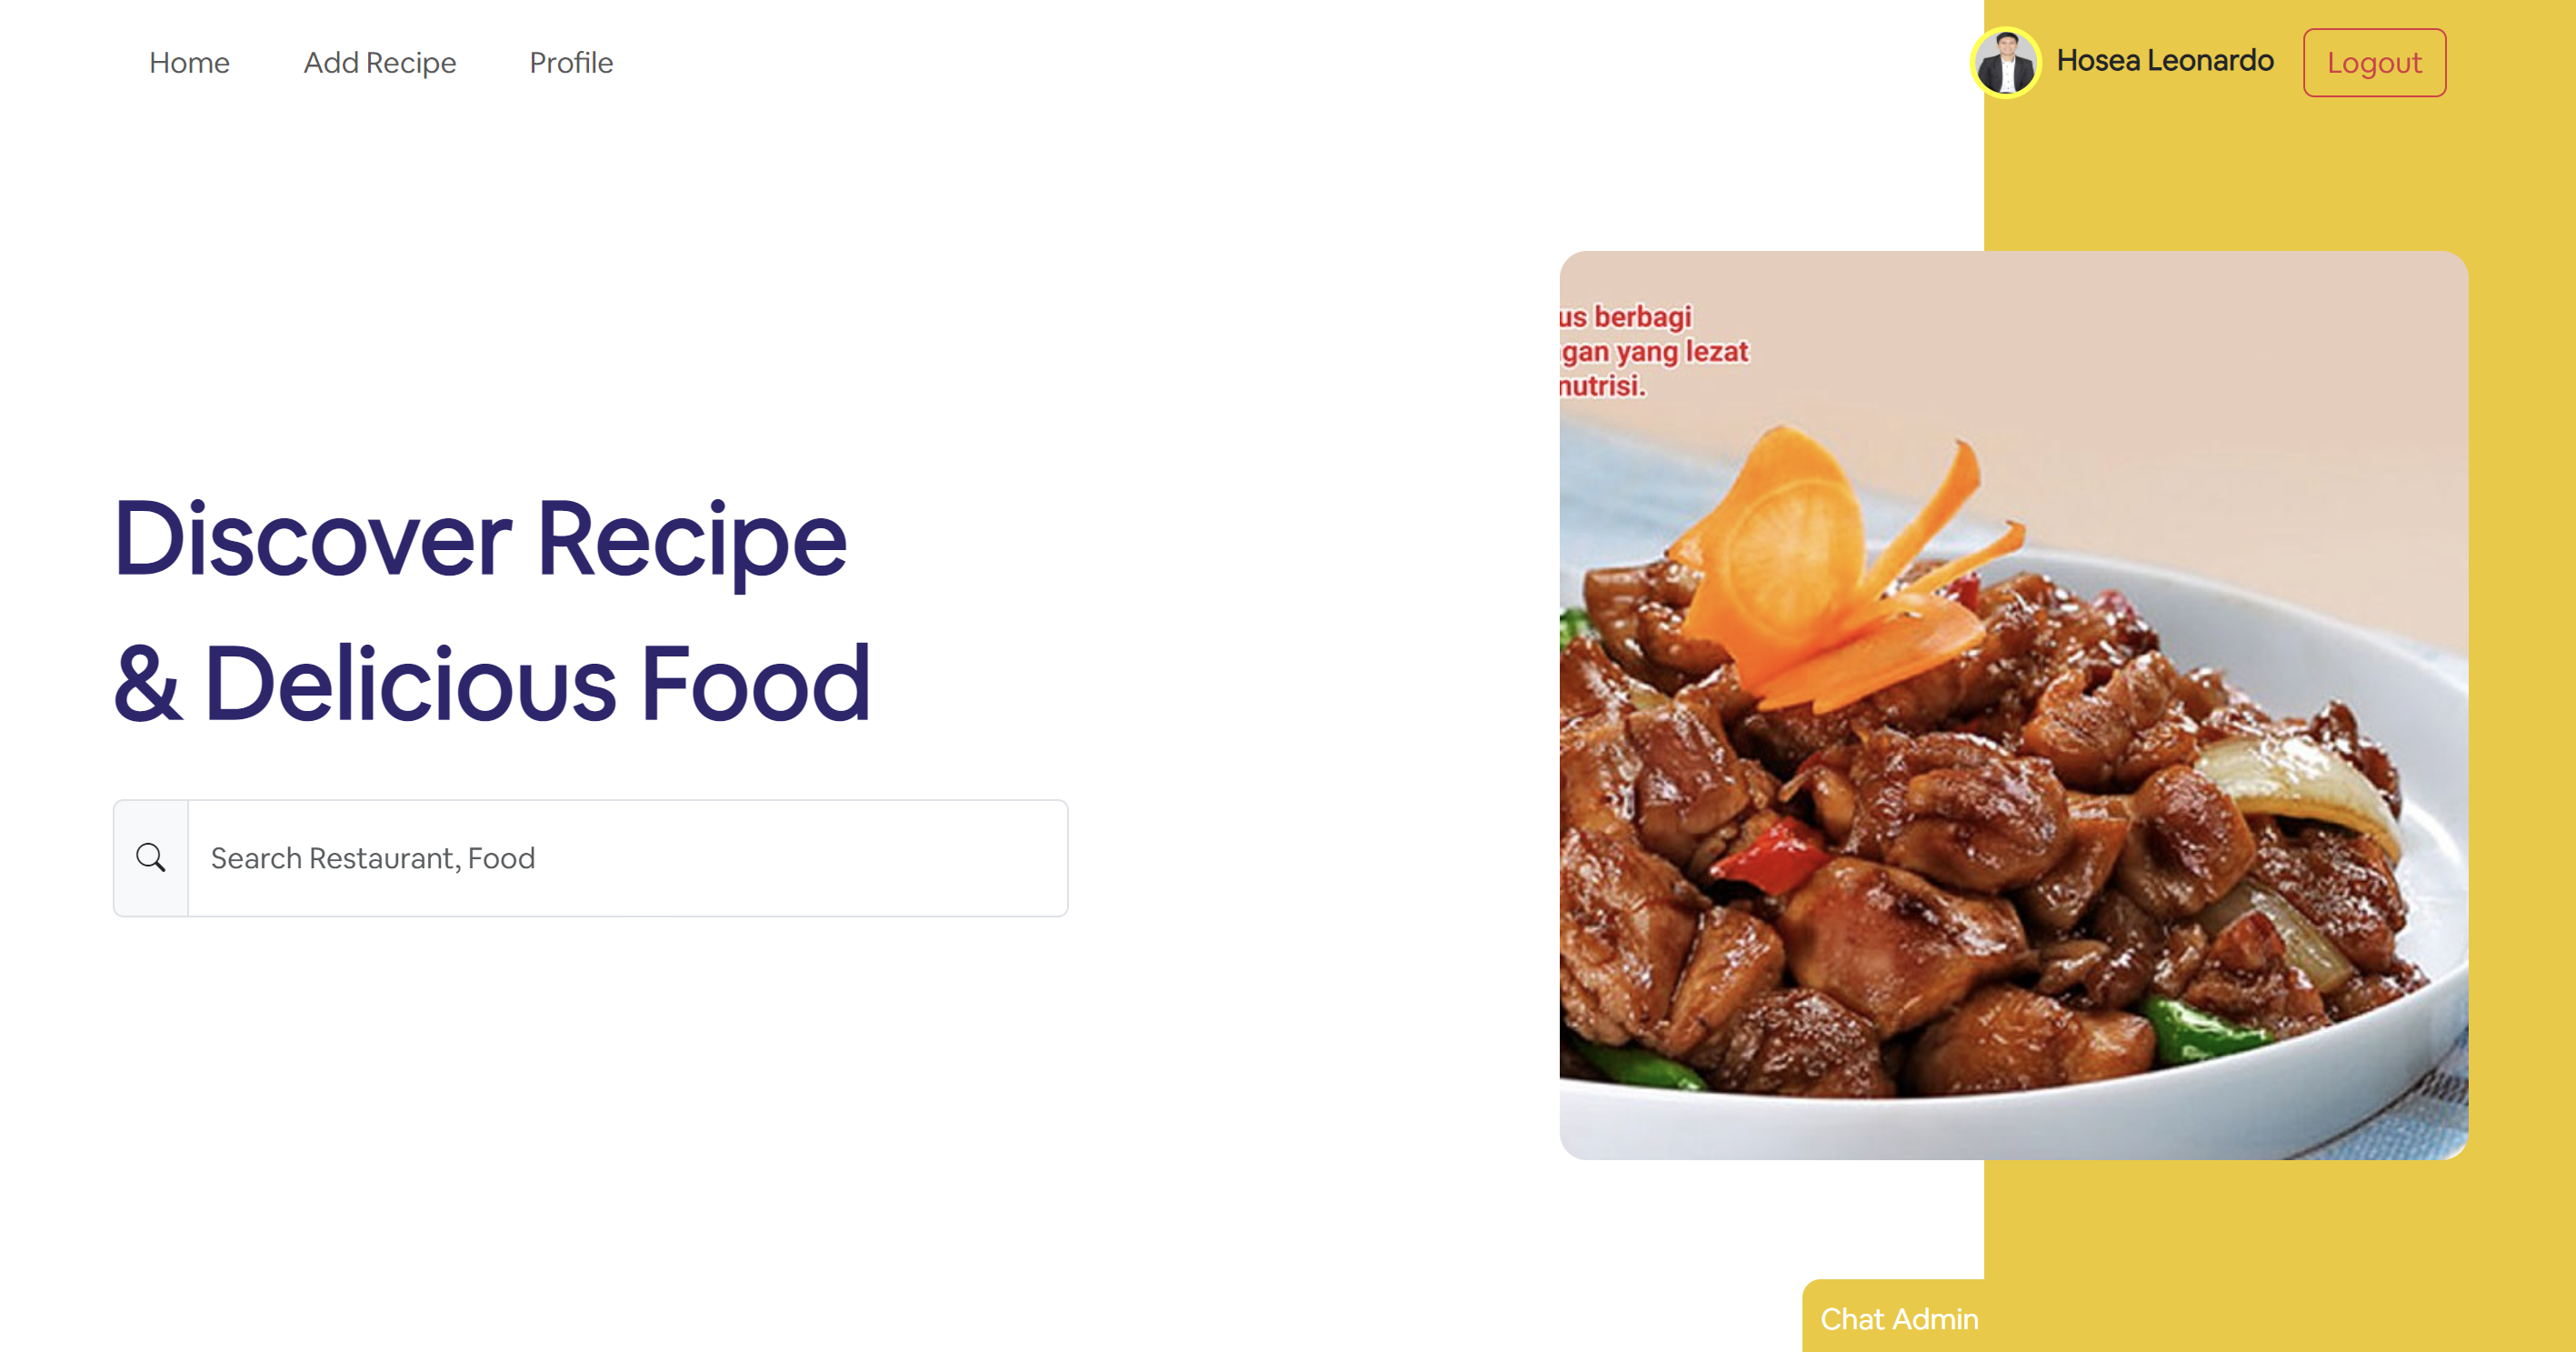 Home
Add Recipe
Profile
Hosea Leonardo
Logout
us berbagi
gan yang lezat
nutrisi.
Discover Recipe
& Delicious Food
Search Restaurant, Food
Chat Admin